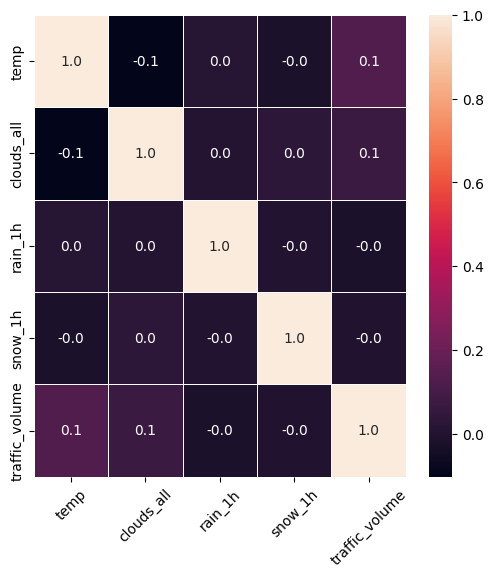 temp 1.0 -0.1 0.0 -0.0 0.1
clouds_all -0.1 1.0 0.0 0.0 0.1
rain_1h 0.0 0.0 1.0 -0.0 -0.0
snow_1h -0.0 0.0 -0.0 1.0 -0.0
traffic_volume 0.1 0.1 -0.0 -0.0 1.0
temp clouds_all rain_1h snow_1h traffic_volume
1.0
0.8
0.6
0.4
0.2
0.0